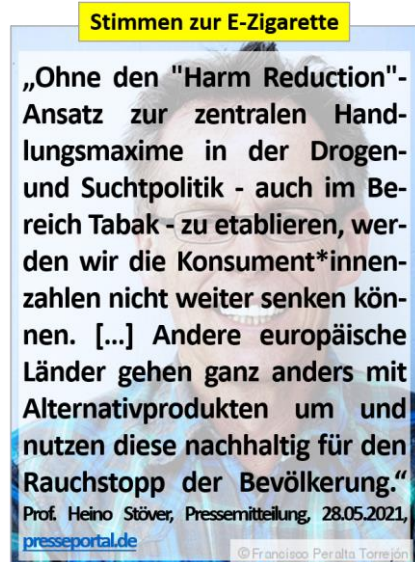 Stimmen zur E-Zigarette
„Ohne den "Harm Reduction"-
Ansatz zur zentralen Hand-
lungsmaxime in der Drogen-
und Suchtpolitik - auch im Be-
reich Tabak - zu etablieren, wer-
den wir die Konsument*innen-
zahlen nicht weiter senken kön-
nen. [...] Andere europäische
Länder gehen ganz anders mit
Alternativprodukten um und
nutzen diese nachhaltig für den
Rauchstopp der Bevölkerung.“
Prof. Heino Stöver, Pressemitteilung, 28.05.2021,
presseportal.de
© Francisco Peralta Torrejón